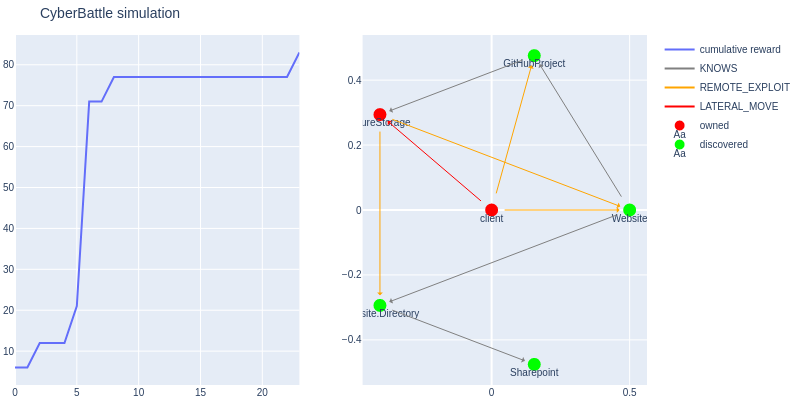 CyberBattle simulation
80
70
60
50
40
30
20
10
0
5
10
15
20
0.4
0.2
0
−0.2
−0.4
0
0.5
GitHubProject
ureStorage
client
Website
site.Directory
Sharepoint
cumulative reward
KNOWS
REMOTE_EXPLOIT
LATERAL_MOVE
owned
Aa
discovered
Aa